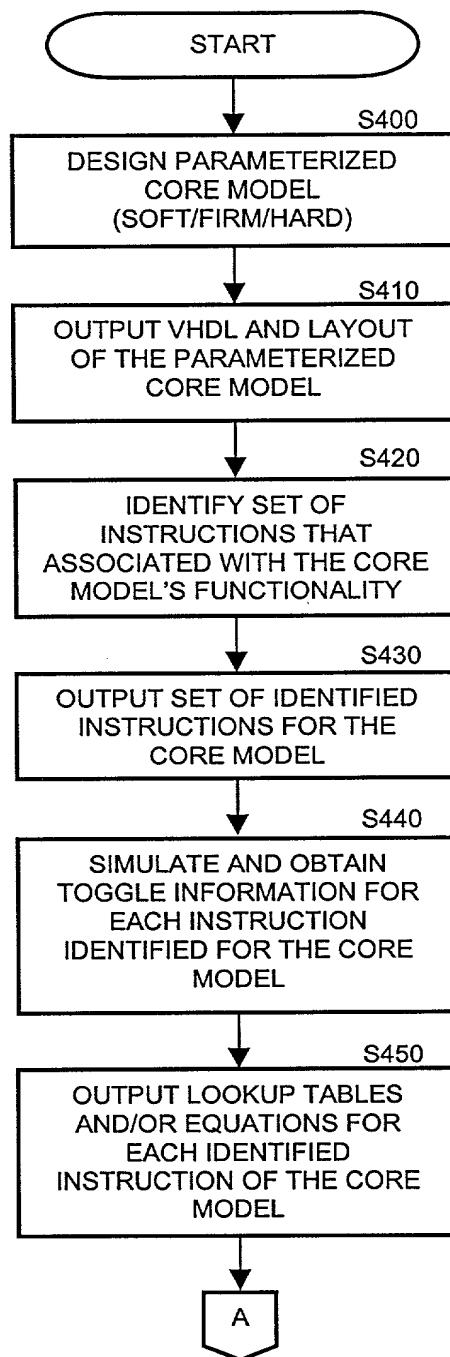 START
S400
DESIGN PARAMETERIZED
CORE MODEL
(SOFT/FIRM/HARD)
S410
OUTPUT VHDL AND LAYOUT
OF THE PARAMETERIZED
CORE MODEL
S420
IDENTIFY SET OF
INSTRUCTIONS THAT
ASSOCIATED WITH THE CORE
MODEL'S FUNCTIONALITY
S430
OUTPUT SET OF IDENTIFIED
INSTRUCTIONS FOR THE
CORE MODEL
S440
SIMULATE AND OBTAIN
TOGGLE INFORMATION FOR
EACH INSTRUCTION
IDENTIFIED FOR THE CORE
MODEL
S450
OUTPUT LOOKUP TABLES
AND/OR EQUATIONS FOR
EACH IDENTIFIED
INSTRUCTION OF THE CORE
MODEL
A